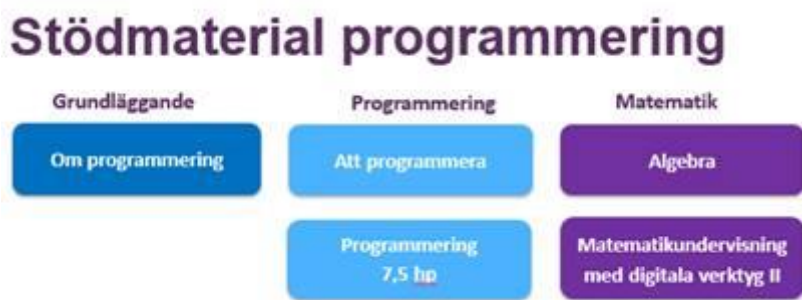 Stödmaterial programmering
Grundläggande
Programmering
Matematik
Om programmering
Att programmera
Algebra
Programmering
7,5 hp
Matematikundervisning
med digitala verktyg II